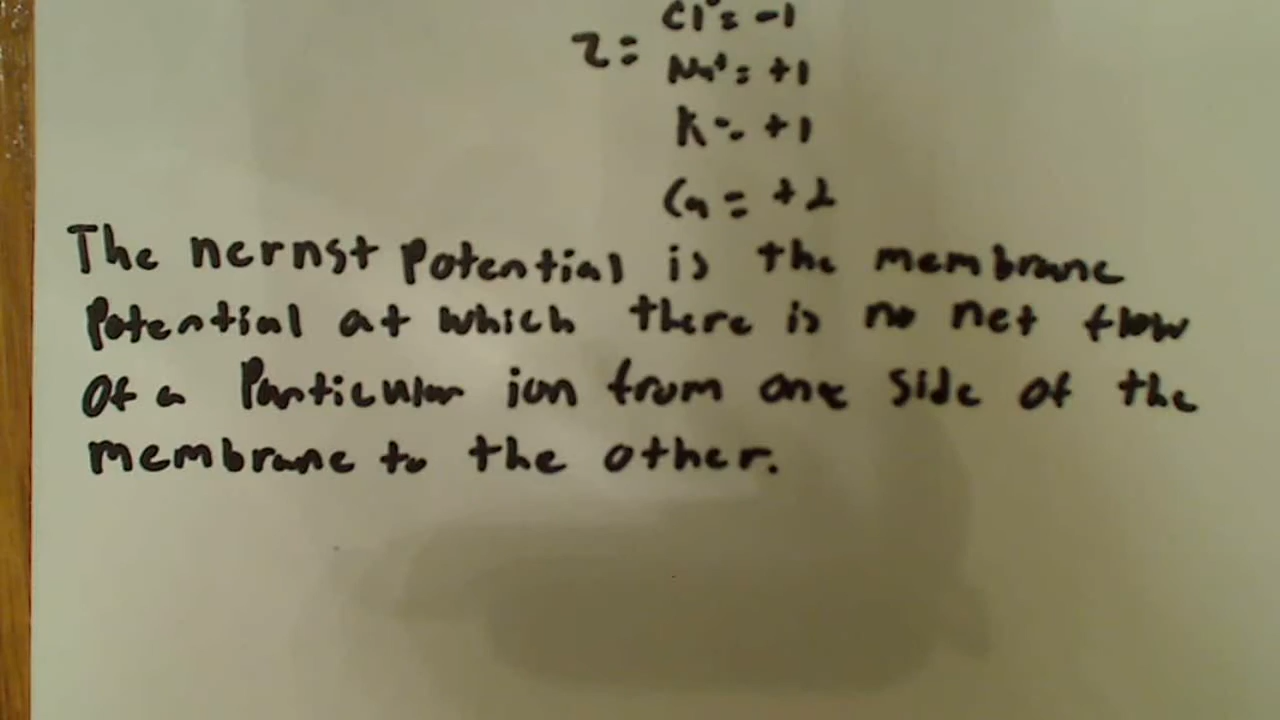 Cl⁻= -1
z=
Na⁺= +1
K= +1
Ca = +2
The nernst Potential is the membrane
Potential at which there is no net flow
Of a Particular ion from one Side of the
membrane to the other.